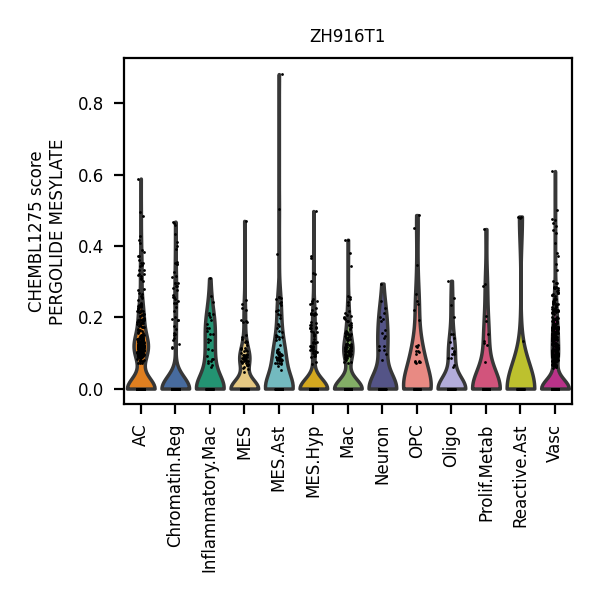 ZH916T1
CHEMBL1275 score
PERGOLIDE MESYLATE
0.8
0.6
0.4
0.2
0.0
AC
Chromatin.Reg
Inflammatory.Mac
MES
MES.Ast
MES.Hyp
Mac
Neuron
OPC
Oligo
Prolif.Metab
Reactive.Ast
Vasc